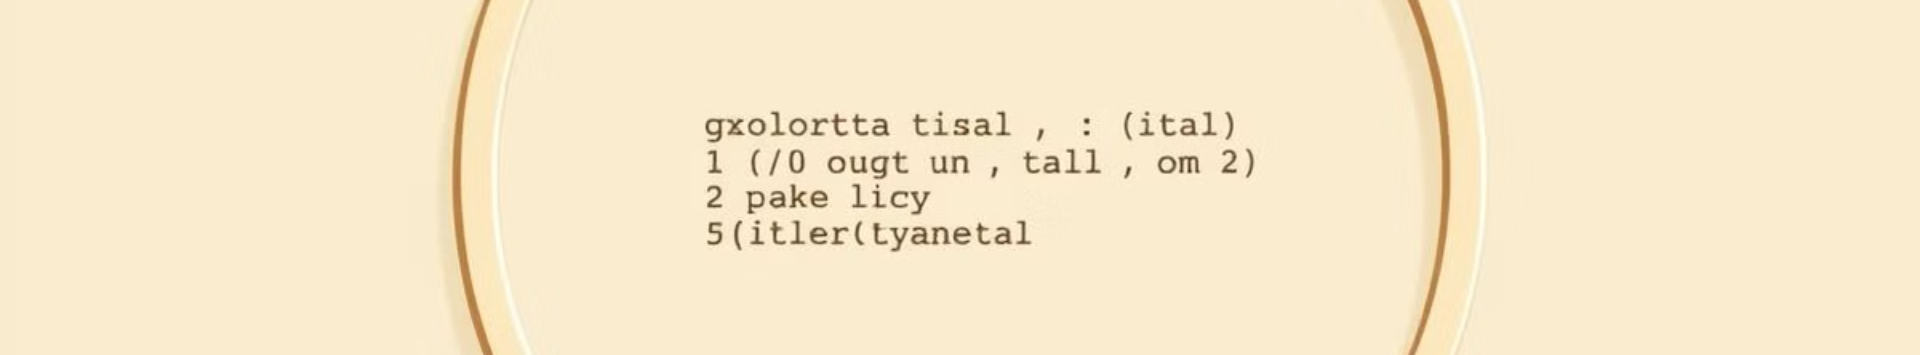 gxolortta tisal , : (ital)
1 (/0 ougt un , tall , om 2)
2 pake licy
5(itler(tyanetal